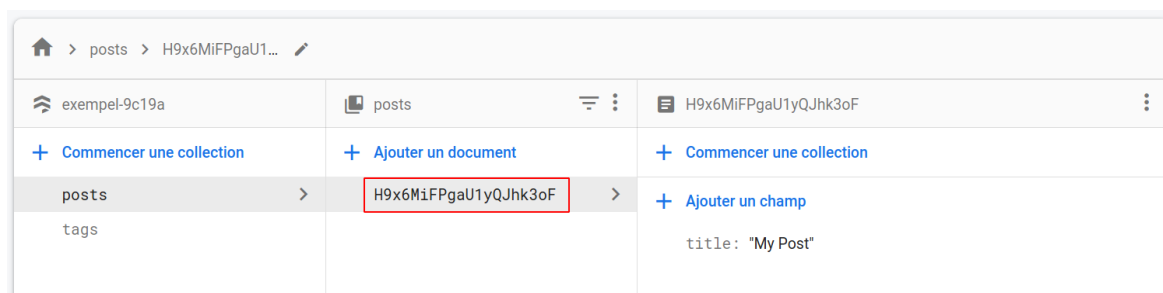 posts > H9x6MiFPgaU1...
exempel-9c19a
posts
H9x6MiFPgaU1yQJhk3oF
+ Commencer une collection
+ Ajouter un document
+ Commencer une collection
posts
H9x6MiFPgaU1yQJhk3oF
+ Ajouter un champ
tags
title: "My Post"